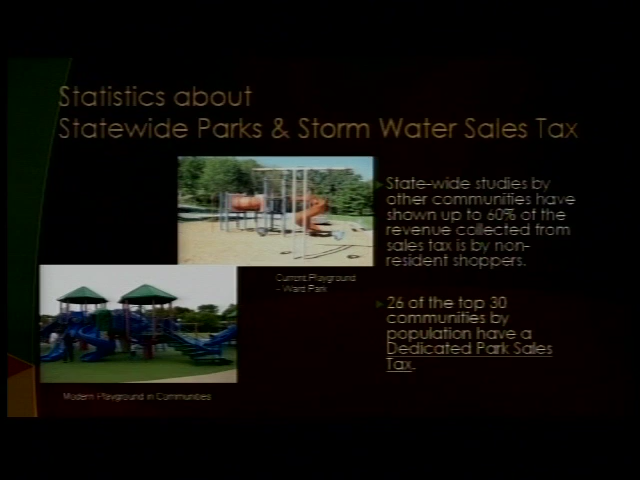 Statistics about
Statewide Parks & Storm Water Sales Tax
State-wide studies by
other communities have
shown up to 60% of the
revenue collected from
sales tax is by non-
resident shoppers.
Current Playground
- Ward Park
26 of the top 30
communities by
population have a
Dedicated Park Sales
Tax.
Modern Playground in Communities